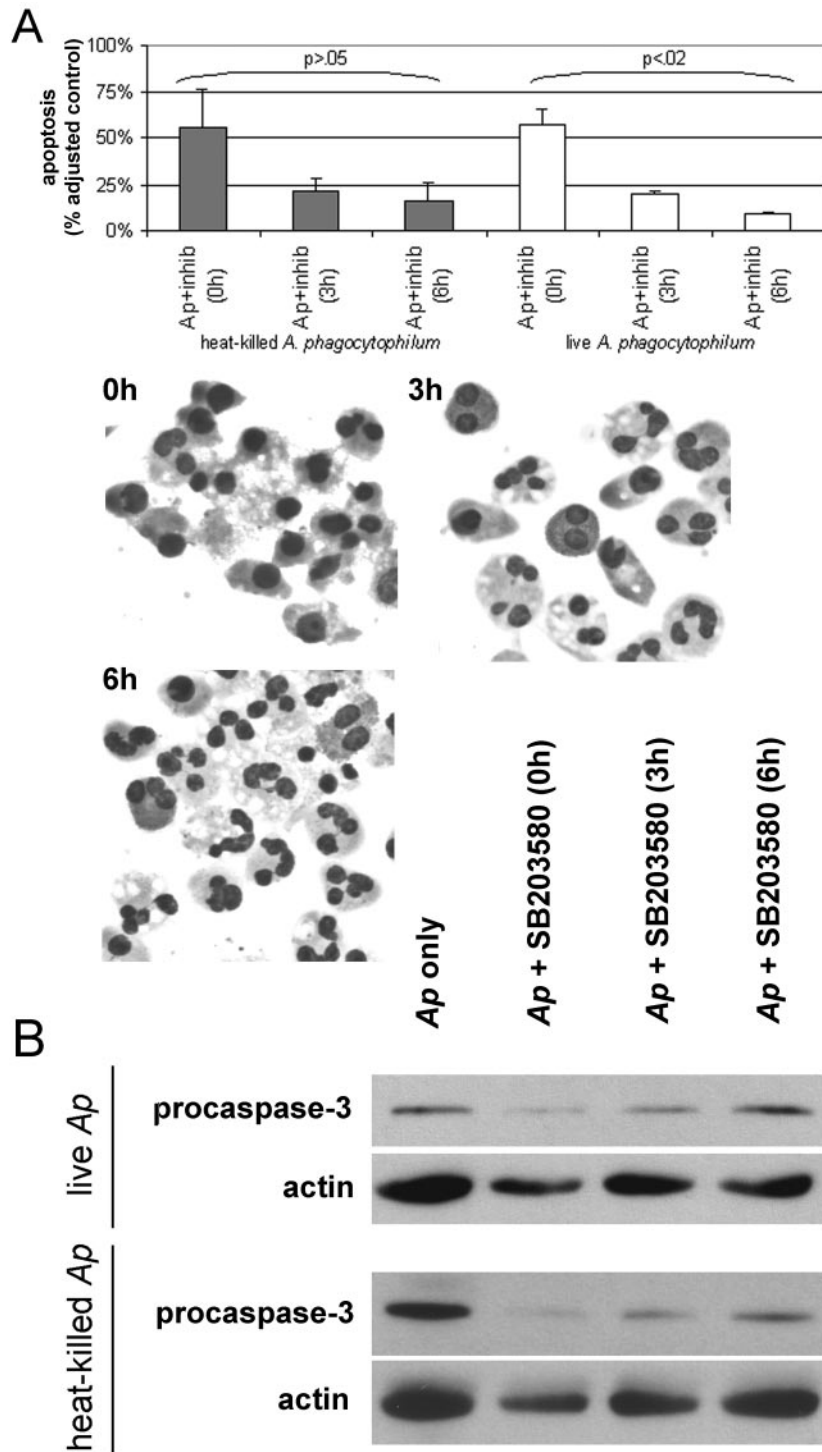 A
100%
75%
50%
25%
0%
apoptosis
(% adjusted control)
p>.05
p<.02
Ap+inhib
(0h)
Ap+inhib
(3h)
Ap+inhib
(6h)
Ap+inhib
(0h)
Ap+inhib
(3h)
Ap+inhib
(6h)
heat-killed A. phagocytophilum
live A. phagocytophilum
0h
3h
6h
Ap only
Ap + SB203580 (0h)
Ap + SB203580 (3h)
Ap + SB203580 (6h)
B
live Ap
procaspase-3
actin
heat-killed Ap
procaspase-3
actin